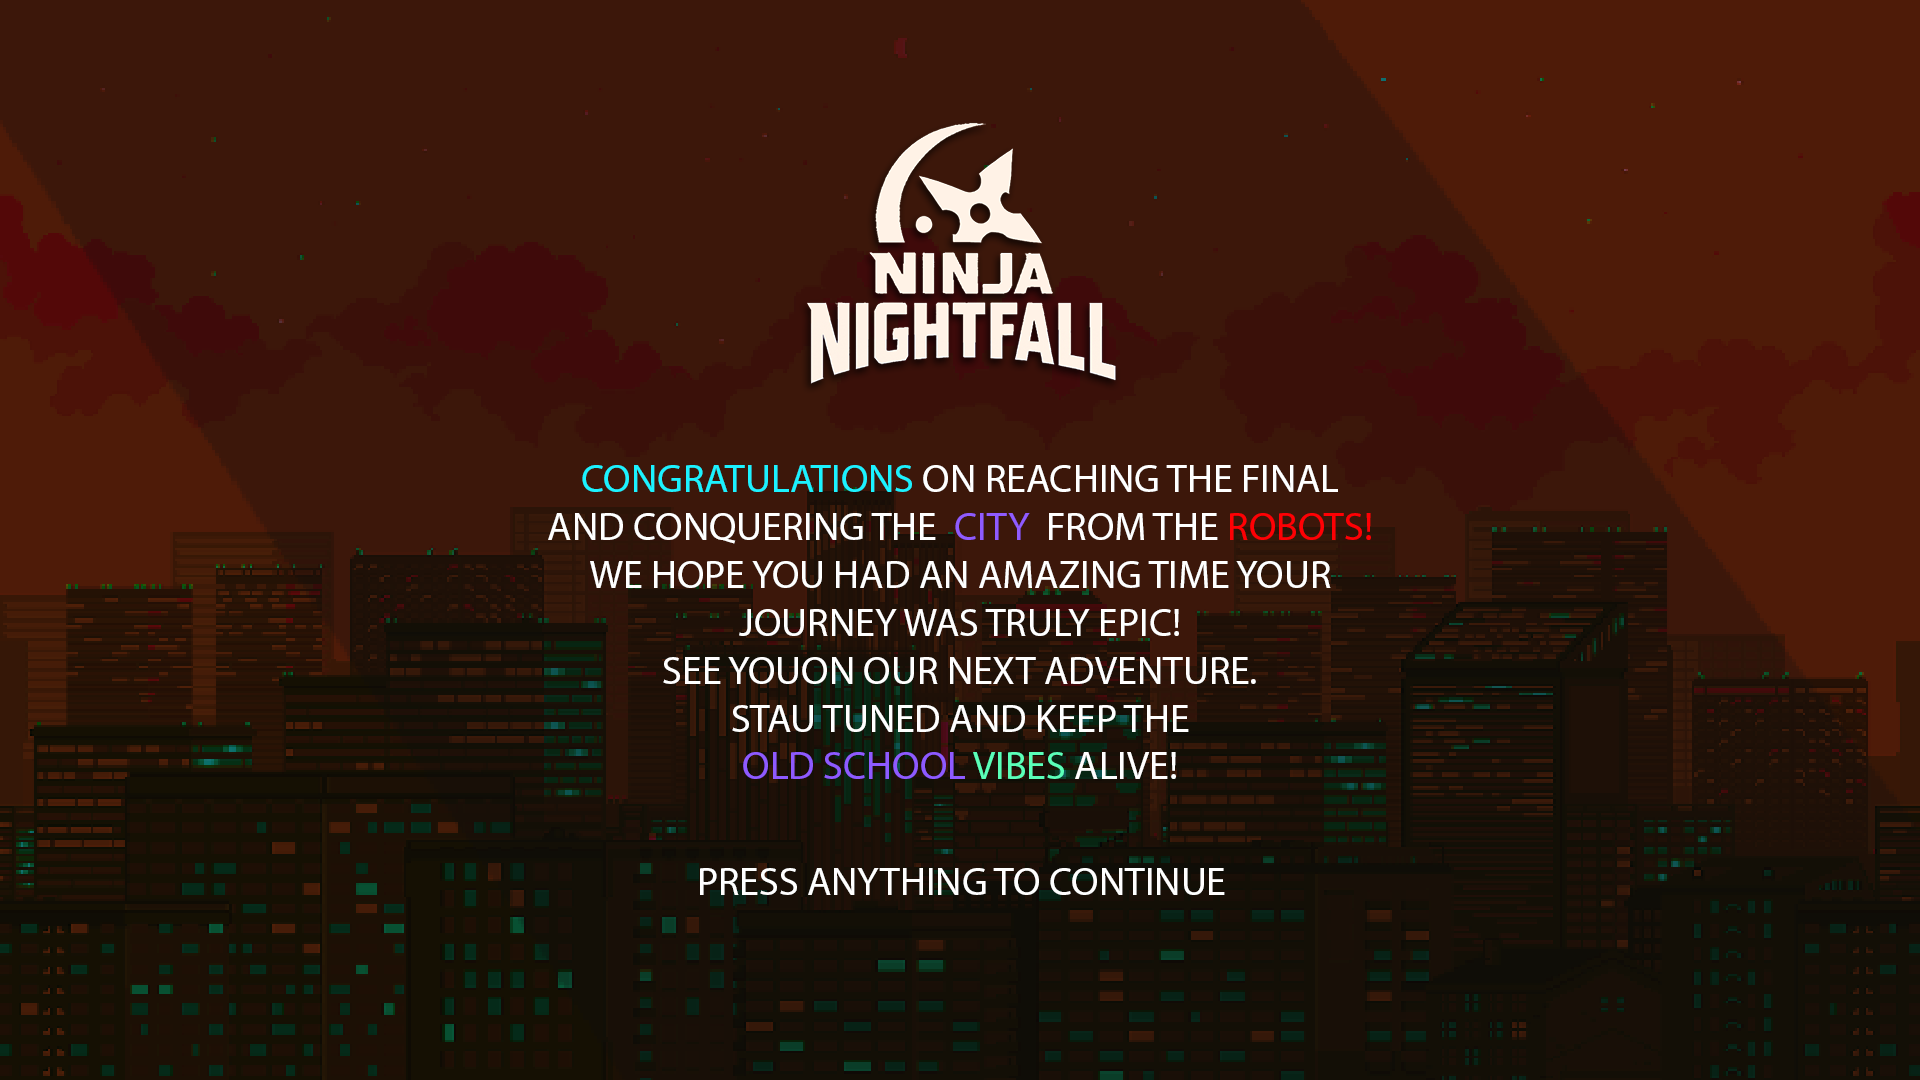 NINJA
NIGHTFALL
CONGRATULATIONS ON REACHING THE FINAL
AND CONQUERING THE CITY FROM THE ROBOTS!
WE HOPE YOU HAD AN AMAZING TIME YOUR
JOURNEY WAS TRULY EPIC!
SEE YOUON OUR NEXT ADVENTURE.
STAU TUNED AND KEEP THE
OLD SCHOOL VIBES ALIVE!
PRESS ANYTHING TO CONTINUE